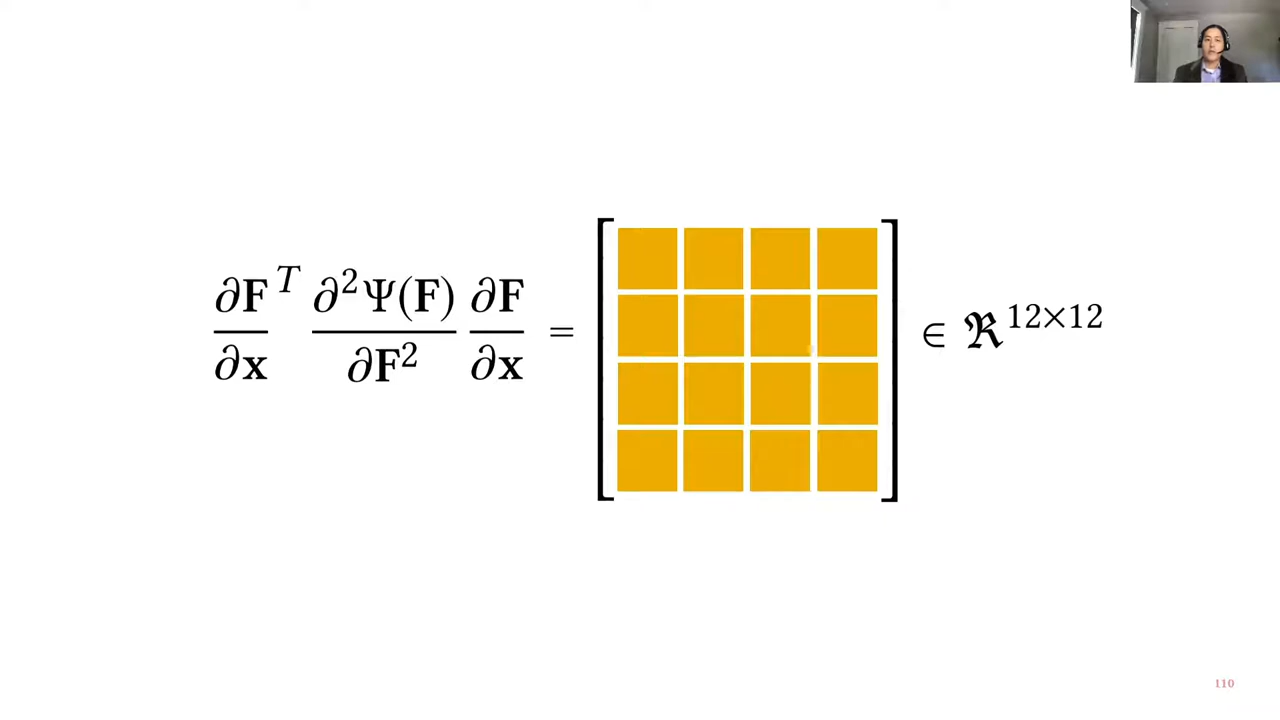 ∂F/∂x^T ∂²Ψ(F)/∂F² ∂F/∂x = [ ] ∈ ℜ^12×12
110